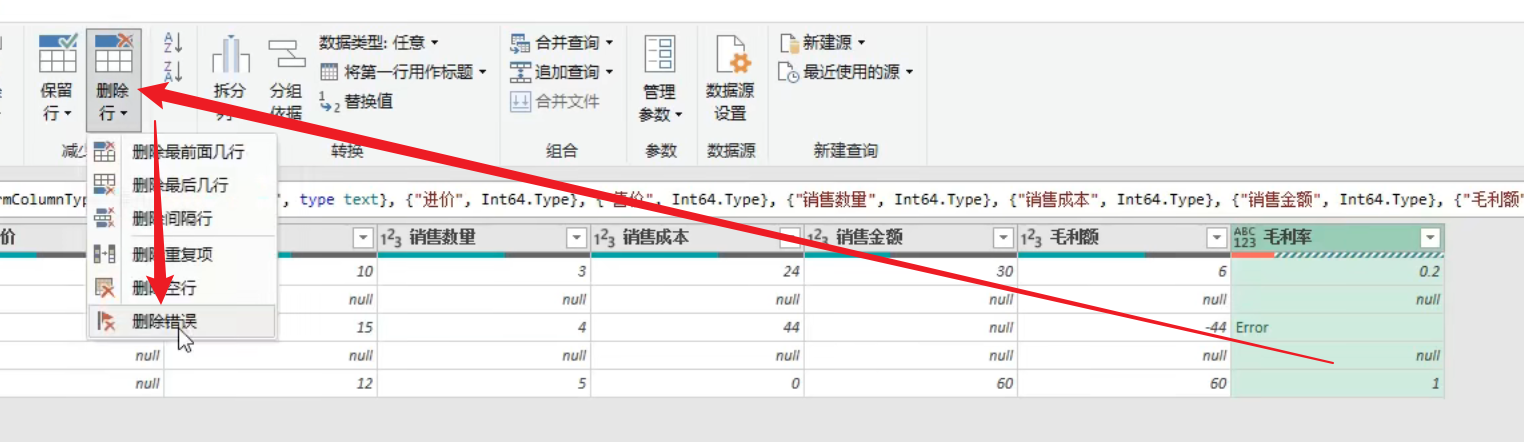 数据类型: 任意
合并查询
新建源
将第一行用作标题
追加查询
最近使用的源
保留
行
删除
行
拆分
分组
依据
1 2 替换值
合并文件
管理
参数
数据源
设置
转换
组合
参数
数据源
新建查询
删除最前面几行
删除最后几行
删除间隔行
删除重复项
删除空行
删除错误
rmColumnTyp ", type text}, {"进价", Int64.Type}, {"售价", Int64.Type}, {"销售数量", Int64.Type}, {"销售成本", Int64.Type}, {"销售金额", Int64.Type}, {"毛利额"
价 123 销售数量 123 销售成本 123 销售金额 123 毛利额 ABC 123 毛利率
10 3 24 30 6 0.2
null null null null null null
15 4 44 null -44 Error
null null null null null null null
null 12 5 0 60 60 1